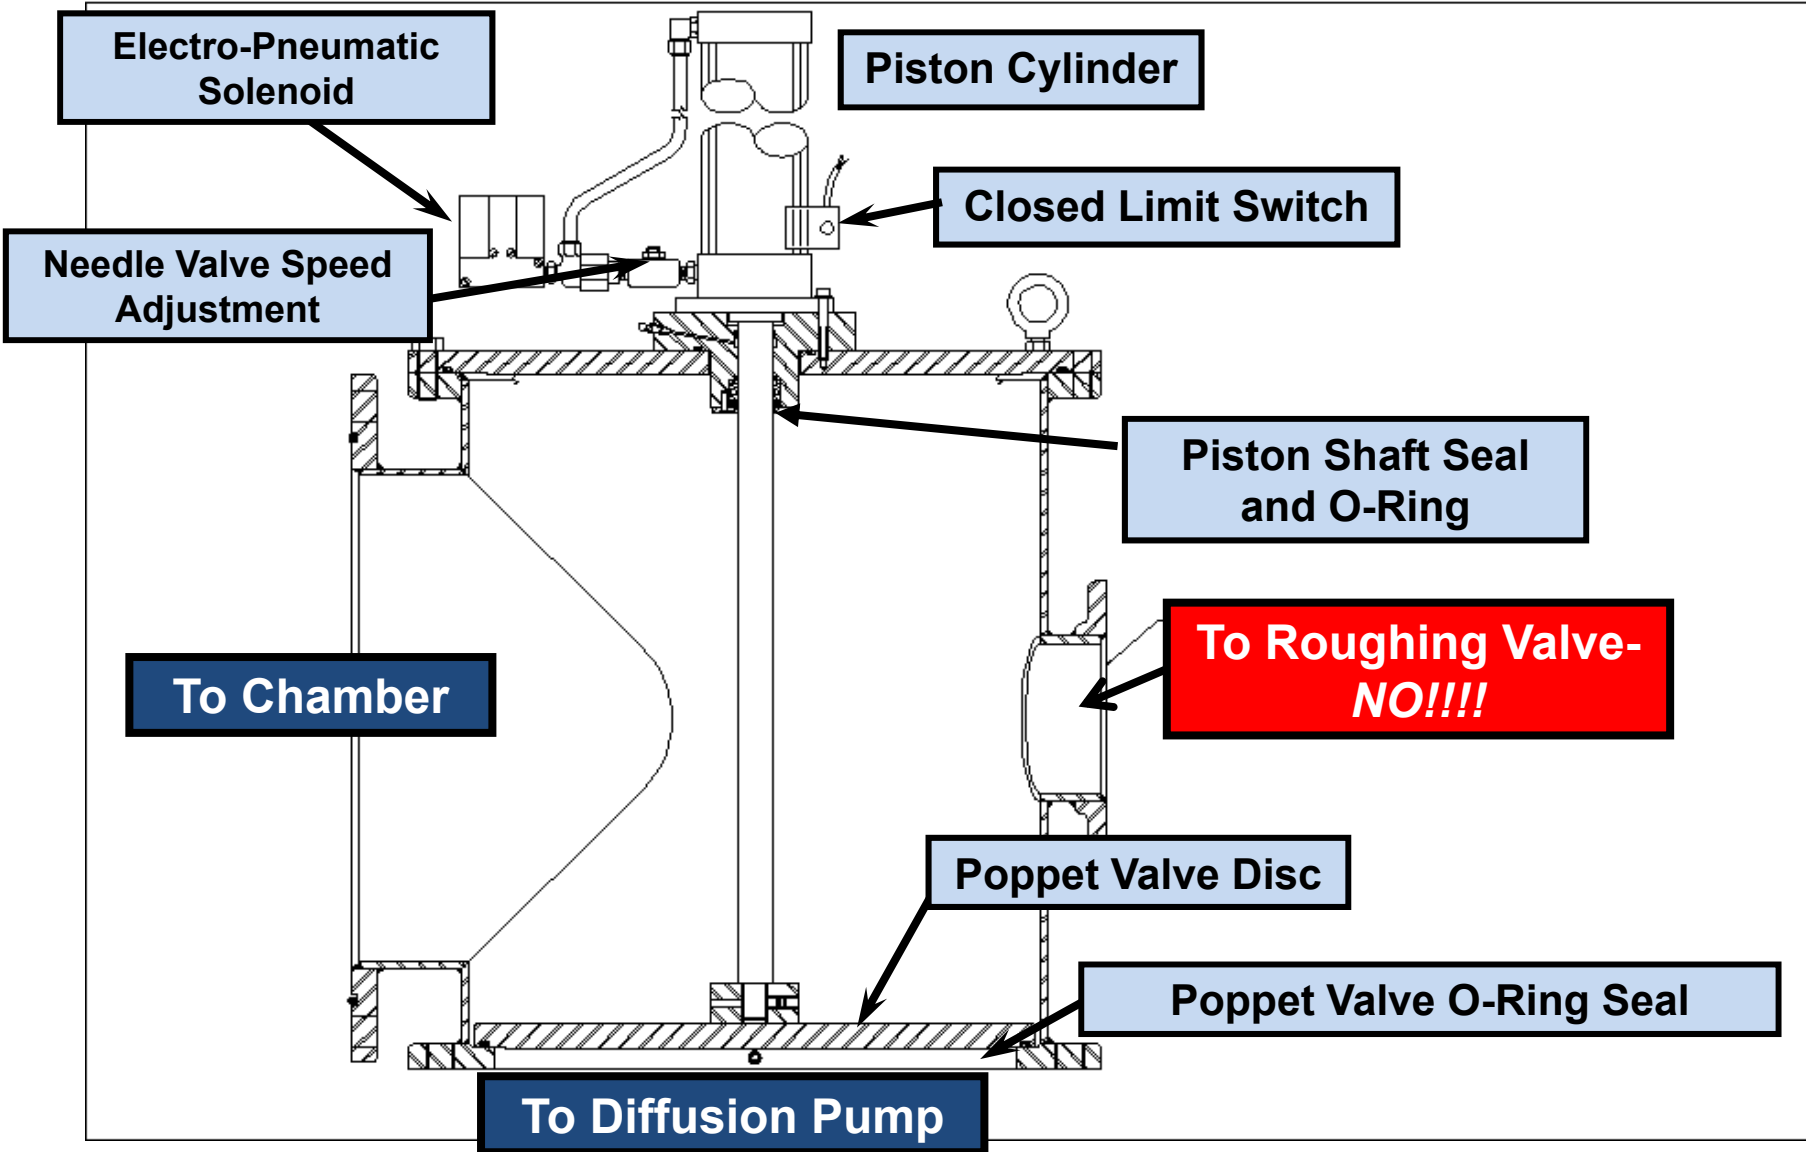 Electro-Pneumatic
Solenoid
Piston Cylinder
Closed Limit Switch
Needle Valve Speed
Adjustment
Piston Shaft Seal
and O-Ring
To Roughing Valve-
NO!!!!
To Chamber
Poppet Valve Disc
Poppet Valve O-Ring Seal
To Diffusion Pump